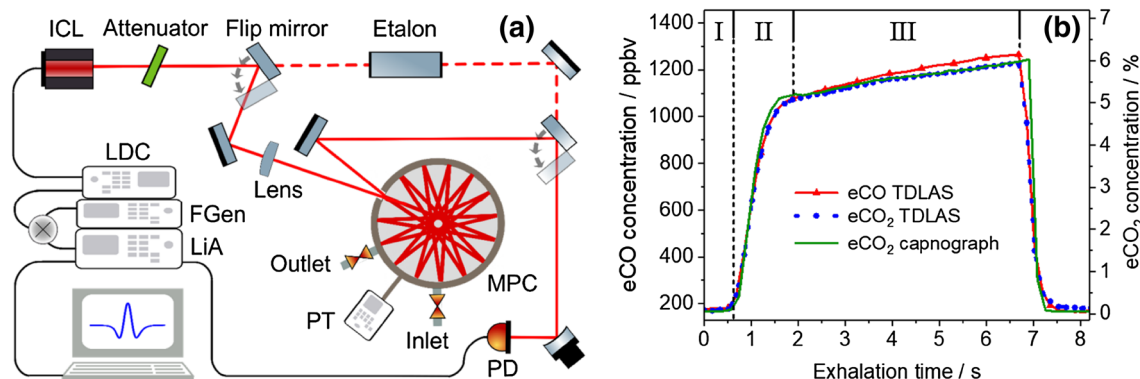 ICL
Attenuator
Flip mirror
Etalon
(a)
LDC
Lens
FGen
LiA
Outlet
MPC
PT
Inlet
PD
(b)
I
II
III
eCO concentration / ppbv
1400
1200
1000
800
600
400
200
eCO TDLAS
eCO₂ TDLAS
eCO₂ capnograph
7
6
5
4
3
2
1
0
eCO₂ concentration / %
0 1 2 3 4 5 6 7 8
Exhalation time / s